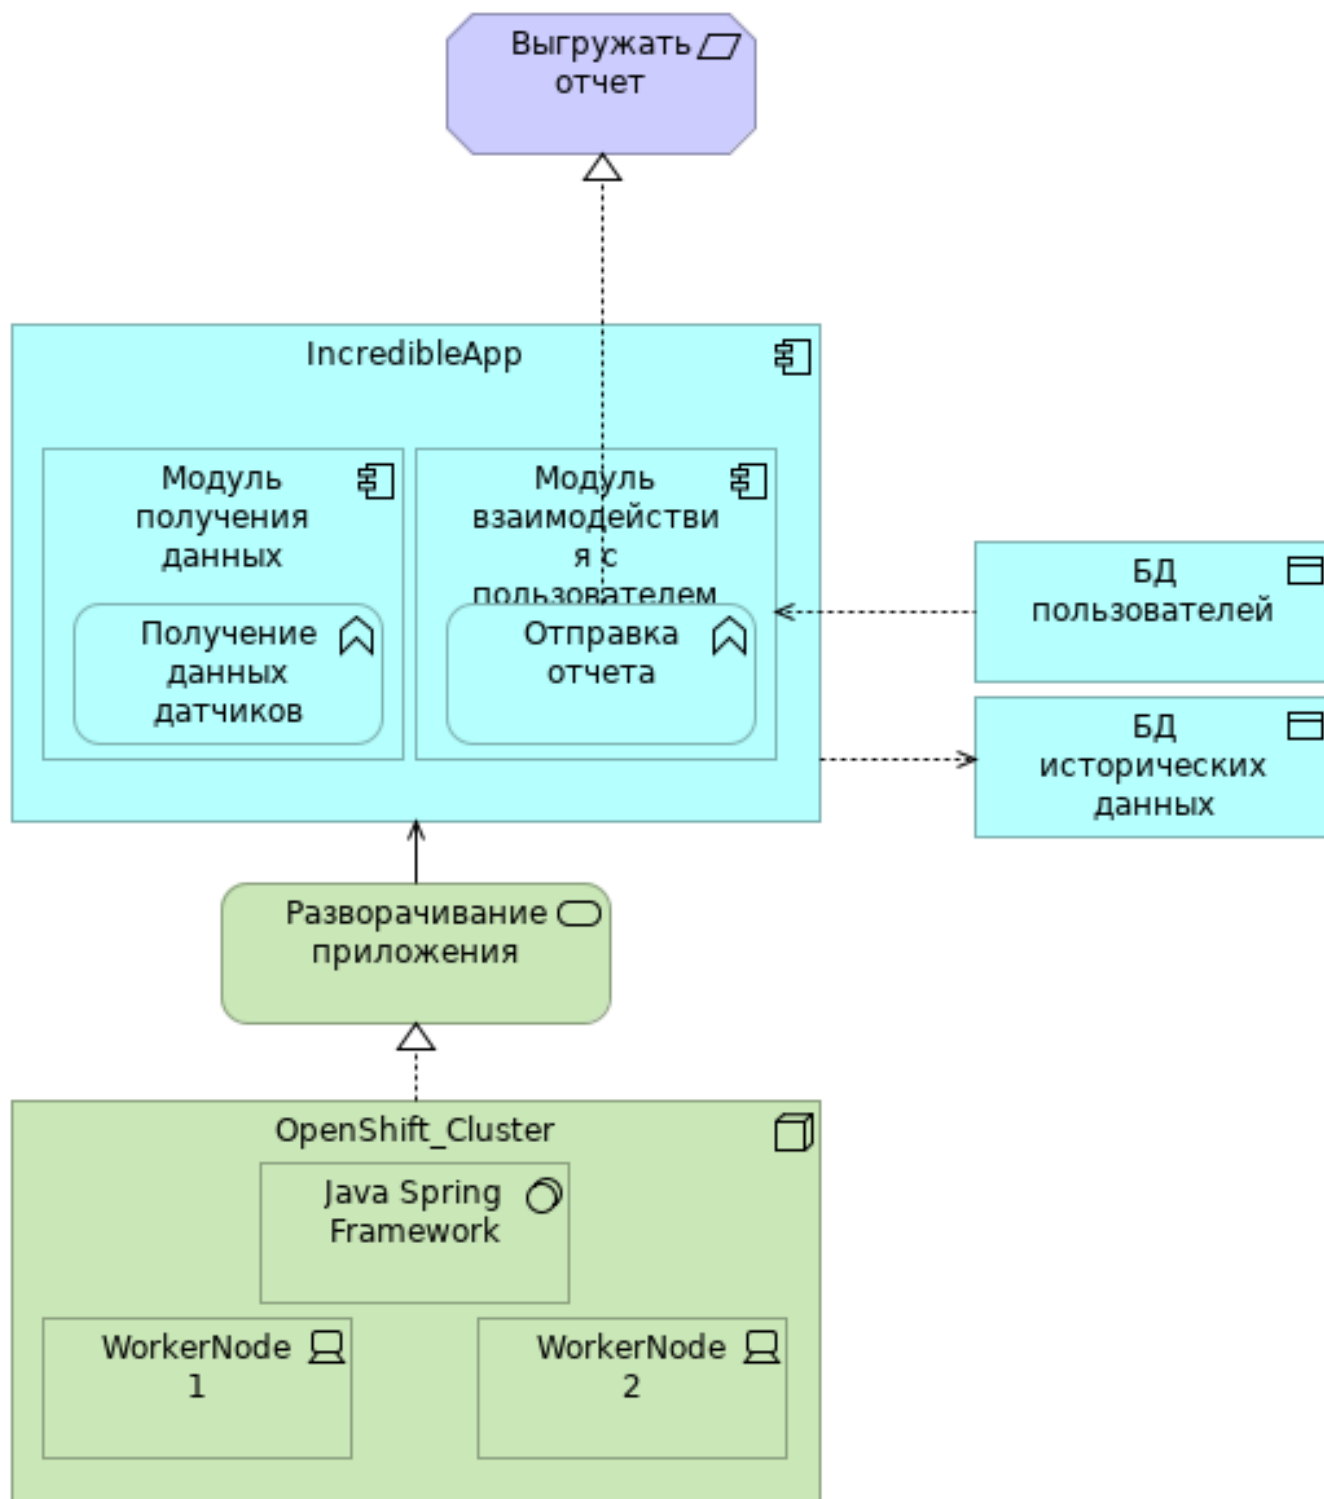 Выгружать
отчет
IncredibleApp
Модуль
получения
данных
Модуль
взаимодействи
я с
пользователем
Получение
данных
датчиков
Отправка
отчета
БД
пользователей
БД
исторических
данных
Разворачивание
приложения
OpenShift_Cluster
Java Spring
Framework
WorkerNode
1
WorkerNode
2